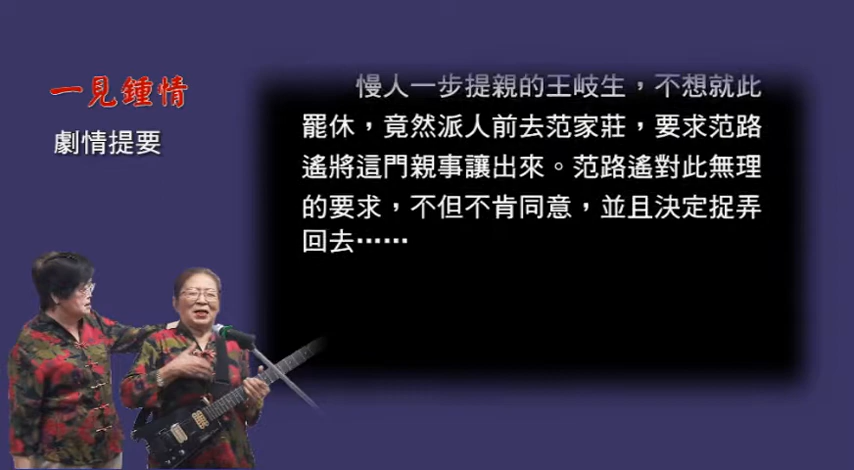 一見鍾情
劇情提要
慢人一步提親的王岐生，不想就此
罷休，竟然派人前去范家莊，要求范路
遙將這門親事讓出來。范路遙對此無理
的要求，不但不肯同意，並且決定捉弄
回去⋯⋯